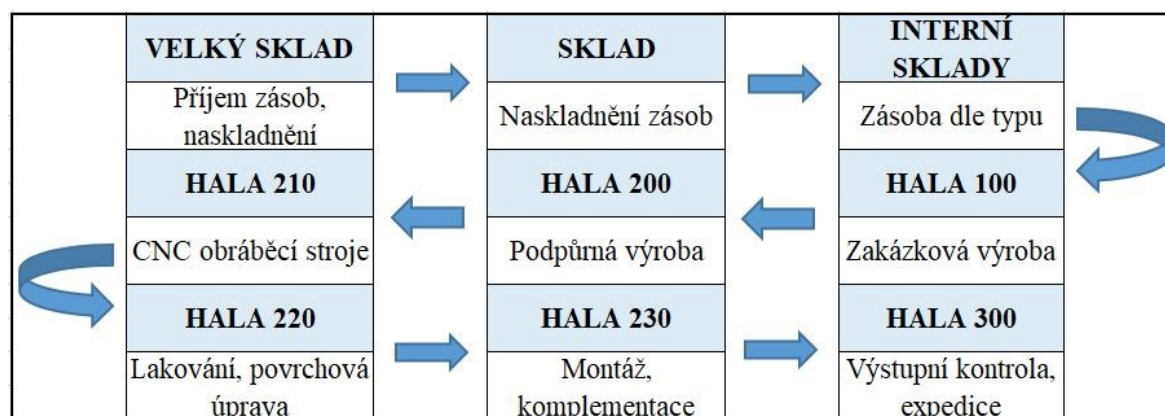 VELKÝ SKLAD
Příjem zásob,
naskladnění
SKLAD
Naskladnění zásob
INTERNÍ
SKLADY
Zásoba dle typu
HALA 210
CNC obráběcí stroje
HALA 200
Podpůrná výroba
HALA 100
Zakázková výroba
HALA 220
Lakování, povrchová
úprava
HALA 230
Montáž,
komplementace
HALA 300
Výstupní kontrola,
expedice